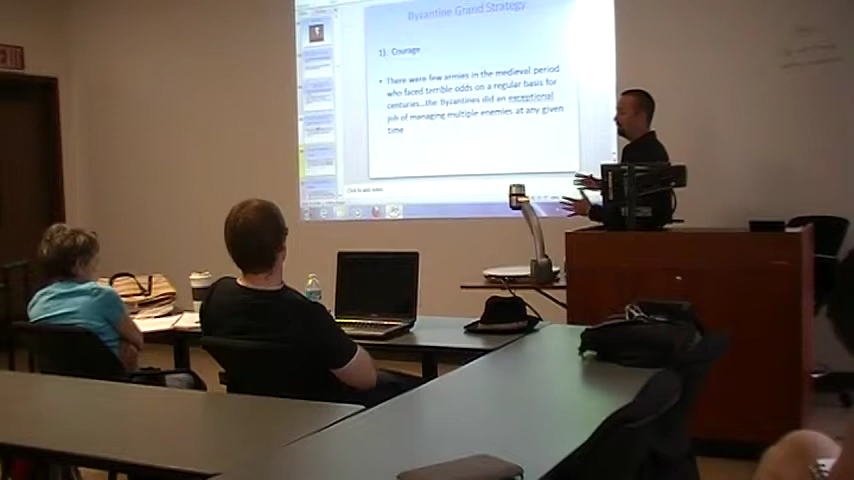 Byzantine Grand Strategy
1). Courage
• There were few armies in the medieval period
who faced terrible odds on a regular basis for
centuries...the Byzantines did an exceptional
job of managing multiple enemies at any given
time
Click to add notes